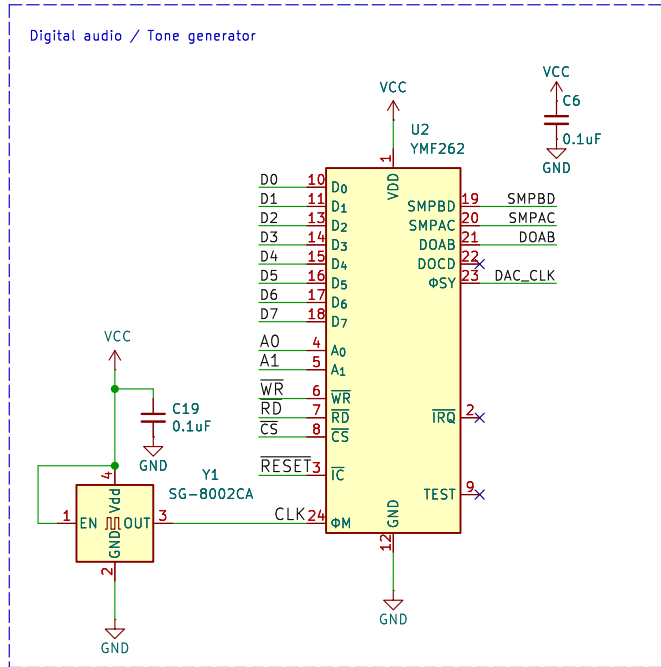 Digital audio / Tone generator
VCC
C6
0.1uF
GND
VCC
U2
YMF262
1
VDD
D0 10 D0
D1 11 D1
D2 13 D2
D3 14 D3
D4 15 D4
D5 16 D5
D6 17 D6
D7 18 D7
A0 4 A0
A1 5 A1
WR 6 WR
RD 7 RD
CS 8 CS
RESET 3 IC
CLK 24 ΦM
SMPBD 19 SMPBD
SMPAC 20 SMPAC
DOAB 21 DOAB
DOCD 22
ΦSY 23 DAC_CLK
IRQ 2
TEST 9
GND
12
GND
VCC
C19
0.1uF
GND
Y1
SG-8002CA
4
Vdd
1 EN OUT 3
GND
2
GND